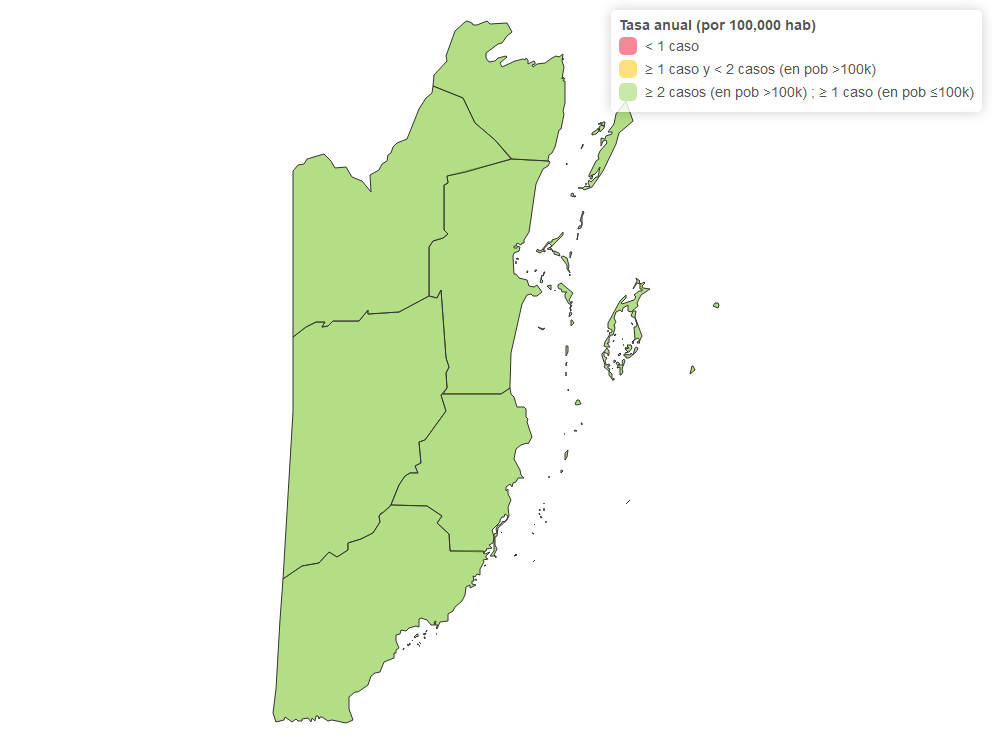 Tasa anual (por 100,000 hab)
< 1 caso
≥ 1 caso y < 2 casos (en pob >100k)
≥ 2 casos (en pob >100k) ; ≥ 1 caso (en pob ≤100k)